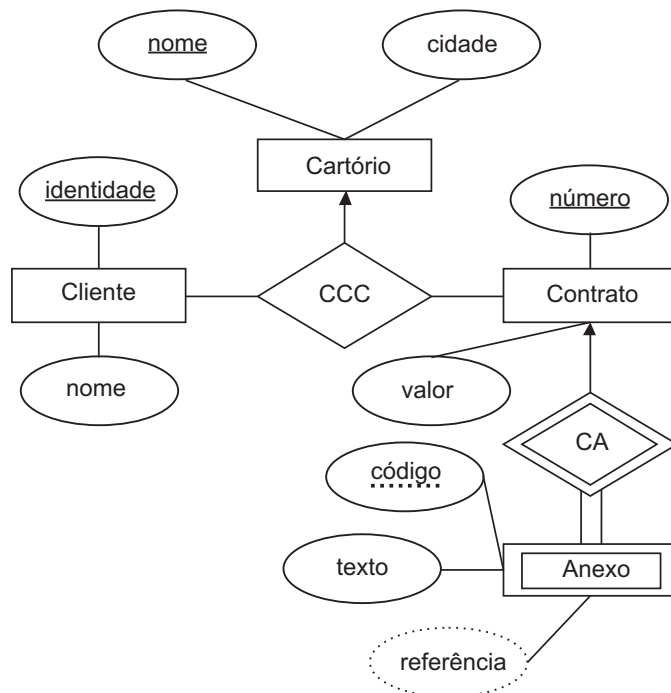 nome
cidade
Cartório
identidade
número
Cliente
CCC
Contrato
nome
valor
CA
código
texto
Anexo
referência